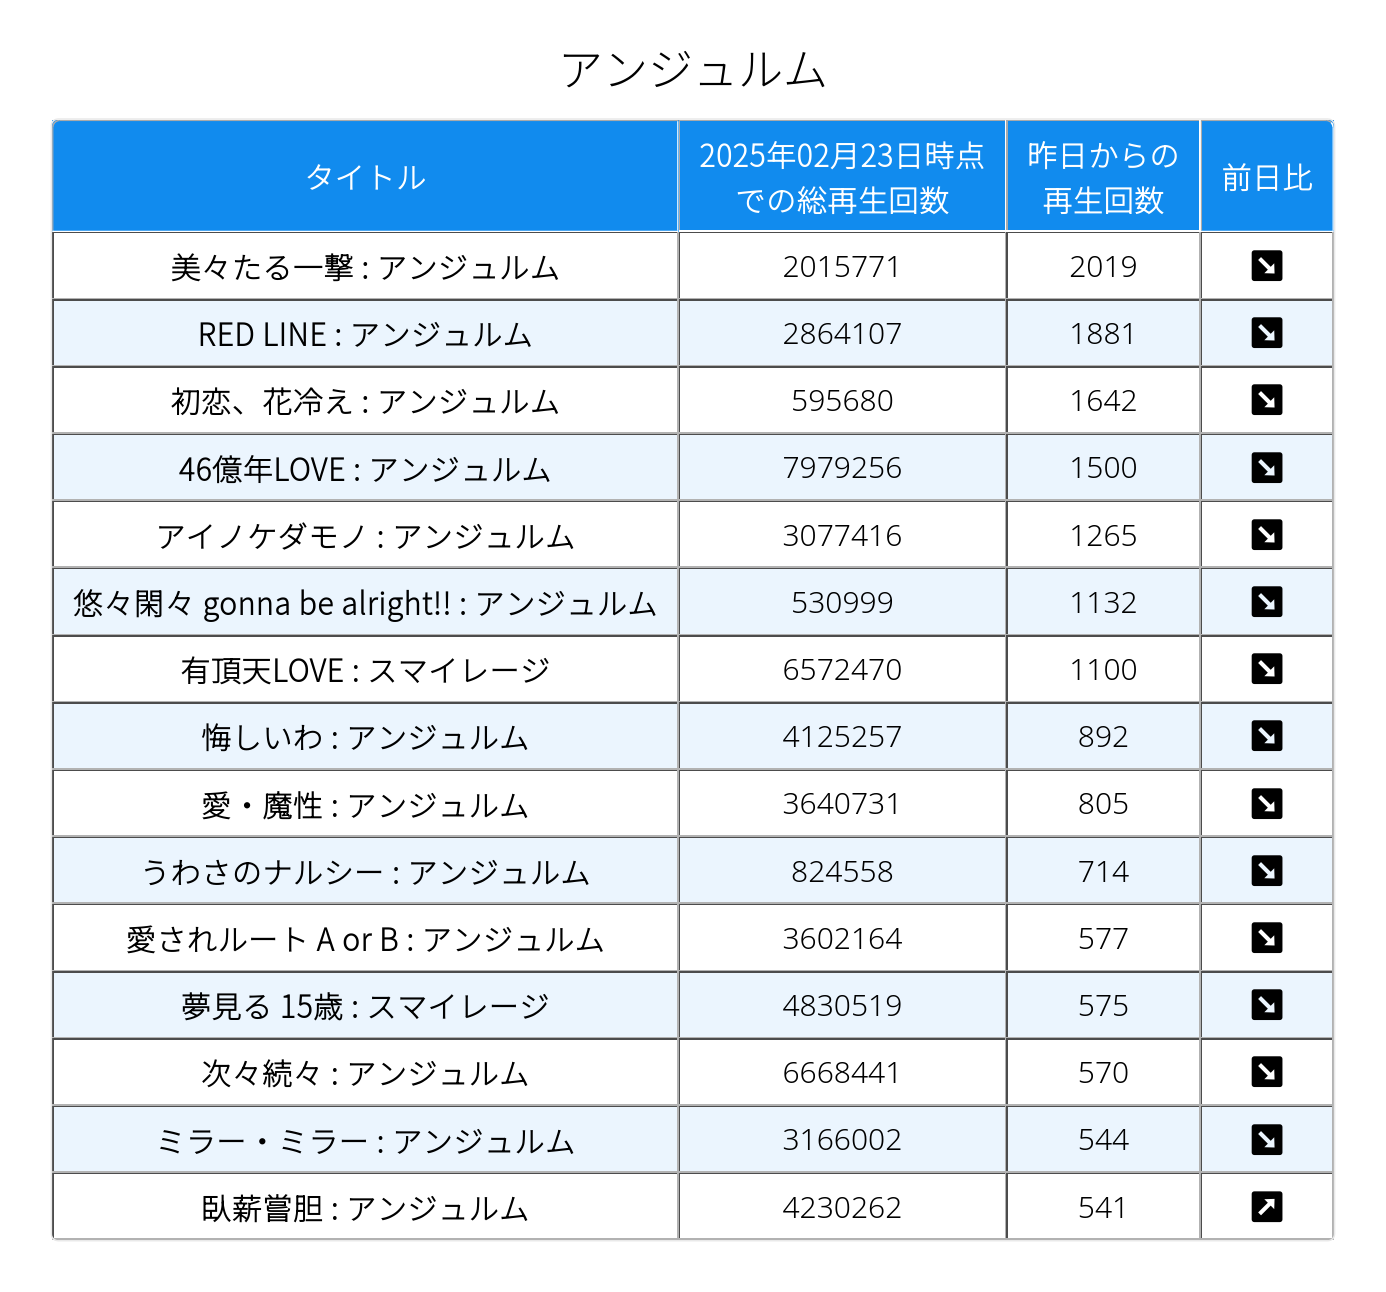 アンジュルム
タイトル 2025年02月23日時点での総再生回数 昨日からの再生回数 前日比
美々たる一撃 : アンジュルム 2015771 2019 ↘
RED LINE : アンジュルム 2864107 1881 ↘
初恋、花冷え : アンジュルム 595680 1642 ↘
46億年LOVE : アンジュルム 7979256 1500 ↘
アイノケダモノ : アンジュルム 3077416 1265 ↘
悠々閑々 gonna be alright!! : アンジュルム 530999 1132 ↘
有頂天LOVE : スマイレージ 6572470 1100 ↘
悔しいわ : アンジュルム 4125257 892 ↘
愛・魔性 : アンジュルム 3640731 805 ↘
うわさのナルシー : アンジュルム 824558 714 ↘
愛されルート A or B : アンジュルム 3602164 577 ↘
夢見る 15歳 : スマイレージ 4830519 575 ↘
次々続々 : アンジュルム 6668441 570 ↘
ミラー・ミラー : アンジュルム 3166002 544 ↘
臥薪嘗胆 : アンジュルム 4230262 541 ↗